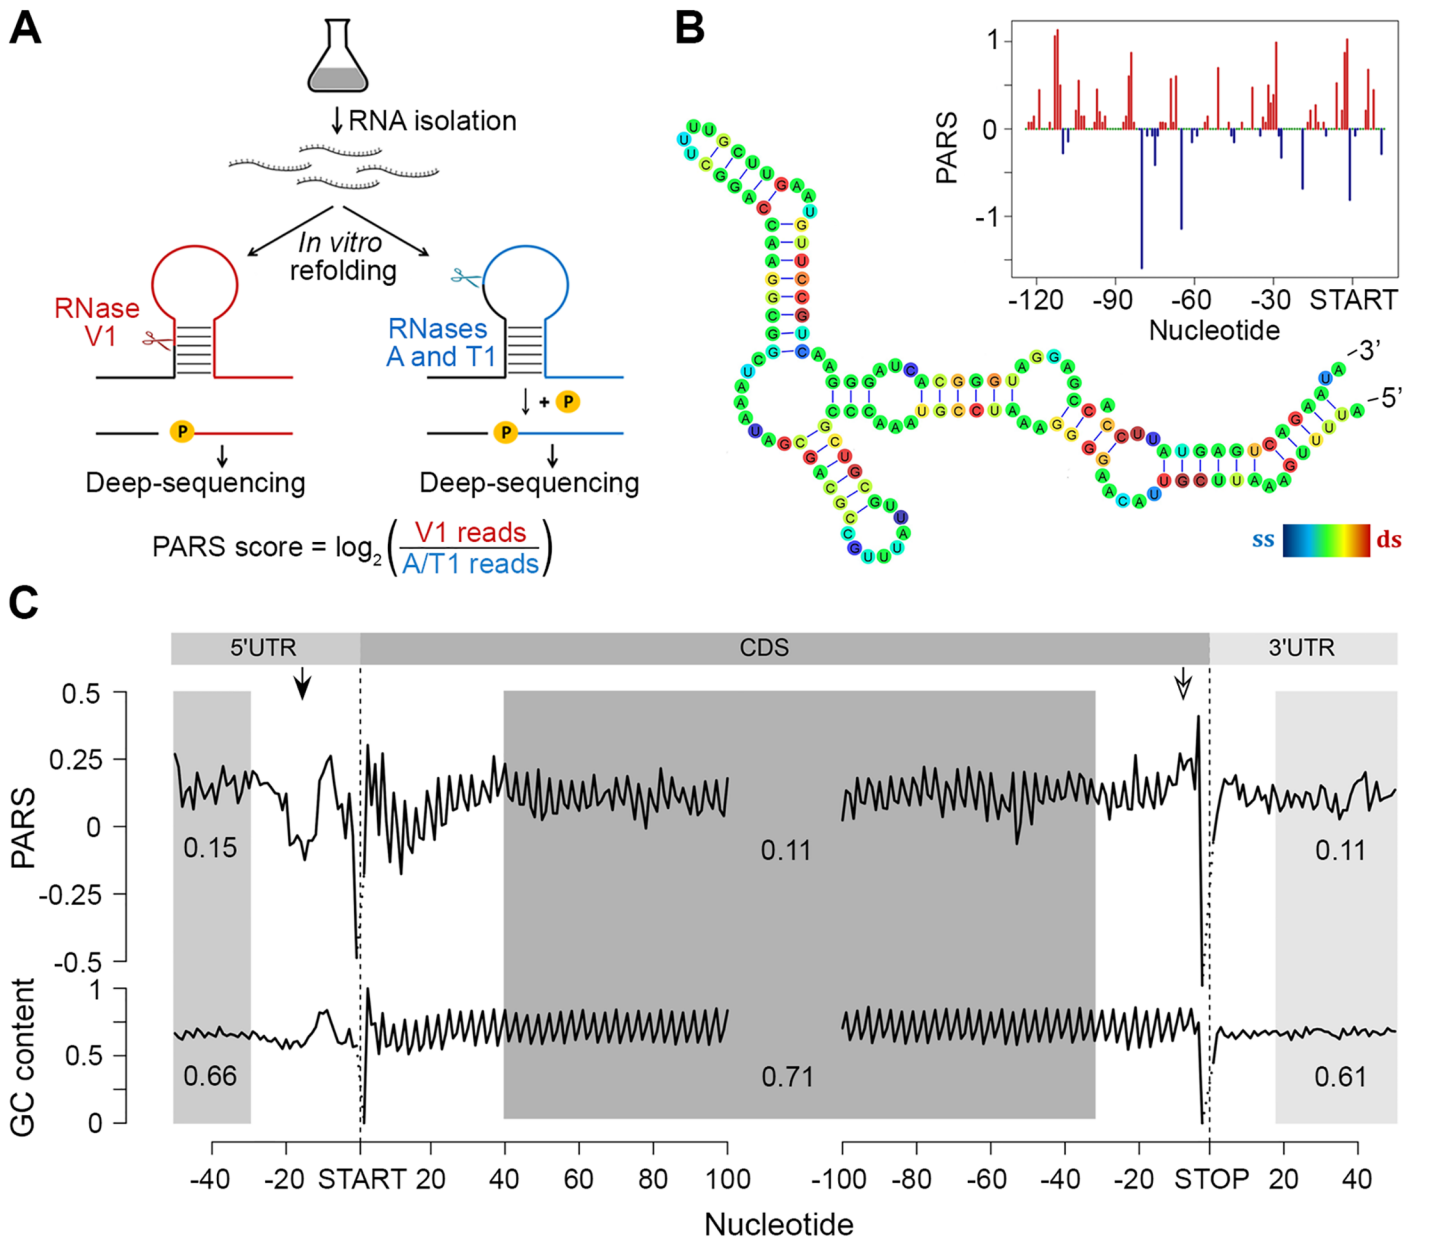 A
RNA isolation
In vitro
refolding
RNase
V1
RNases
A and T1
+ P
P
P
Deep-sequencing
Deep-sequencing
PARS score = log2(V1 reads
A/T1 reads)
B
1
0
-1
PARS
-120 -90 -60 -30 START
Nucleotide
3’
5’
ss ds
C
5'UTR CDS 3'UTR
0.5
0.25
0
-0.25
-0.5
PARS
0.15 0.11 0.11
1
0.5
0
GC content
0.66 0.71 0.61
-40 -20 START 20 40 60 80 100 -100 -80 -60 -40 -20 STOP 20 40
Nucleotide